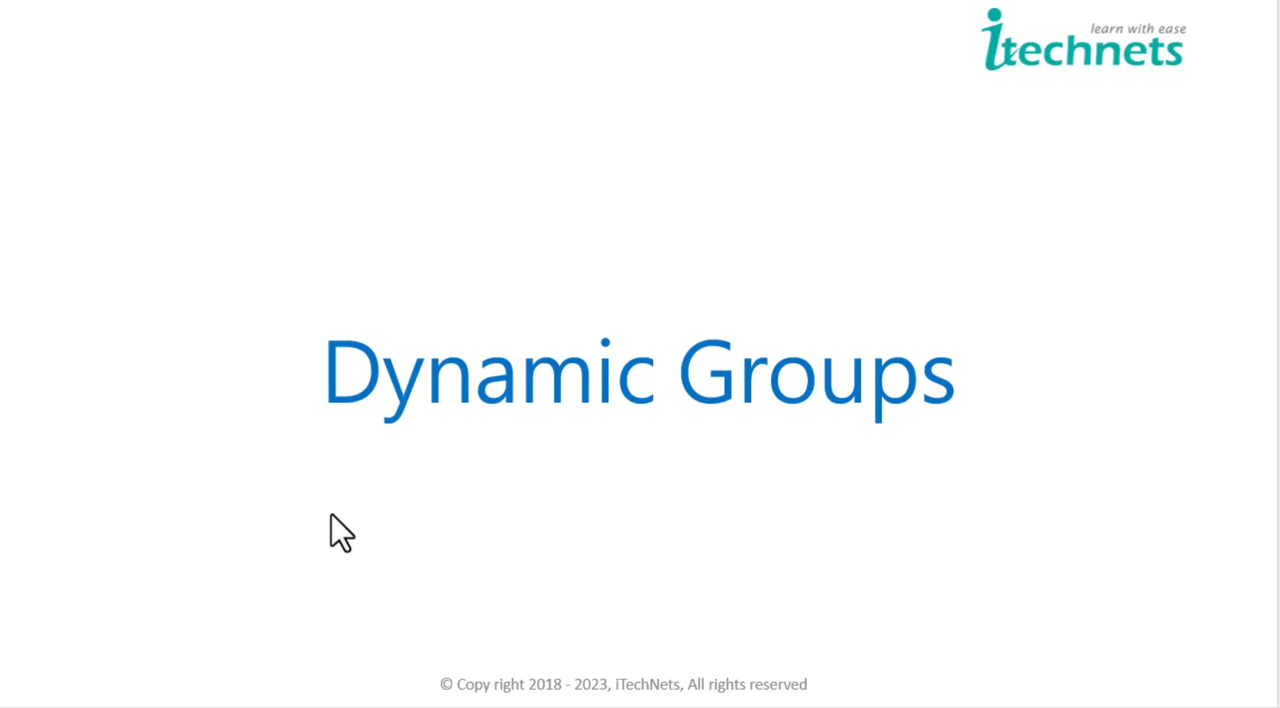 learn with ease
itechnets
Dynamic Groups
© Copy right 2018 - 2023, iTechNets, All rights reserved